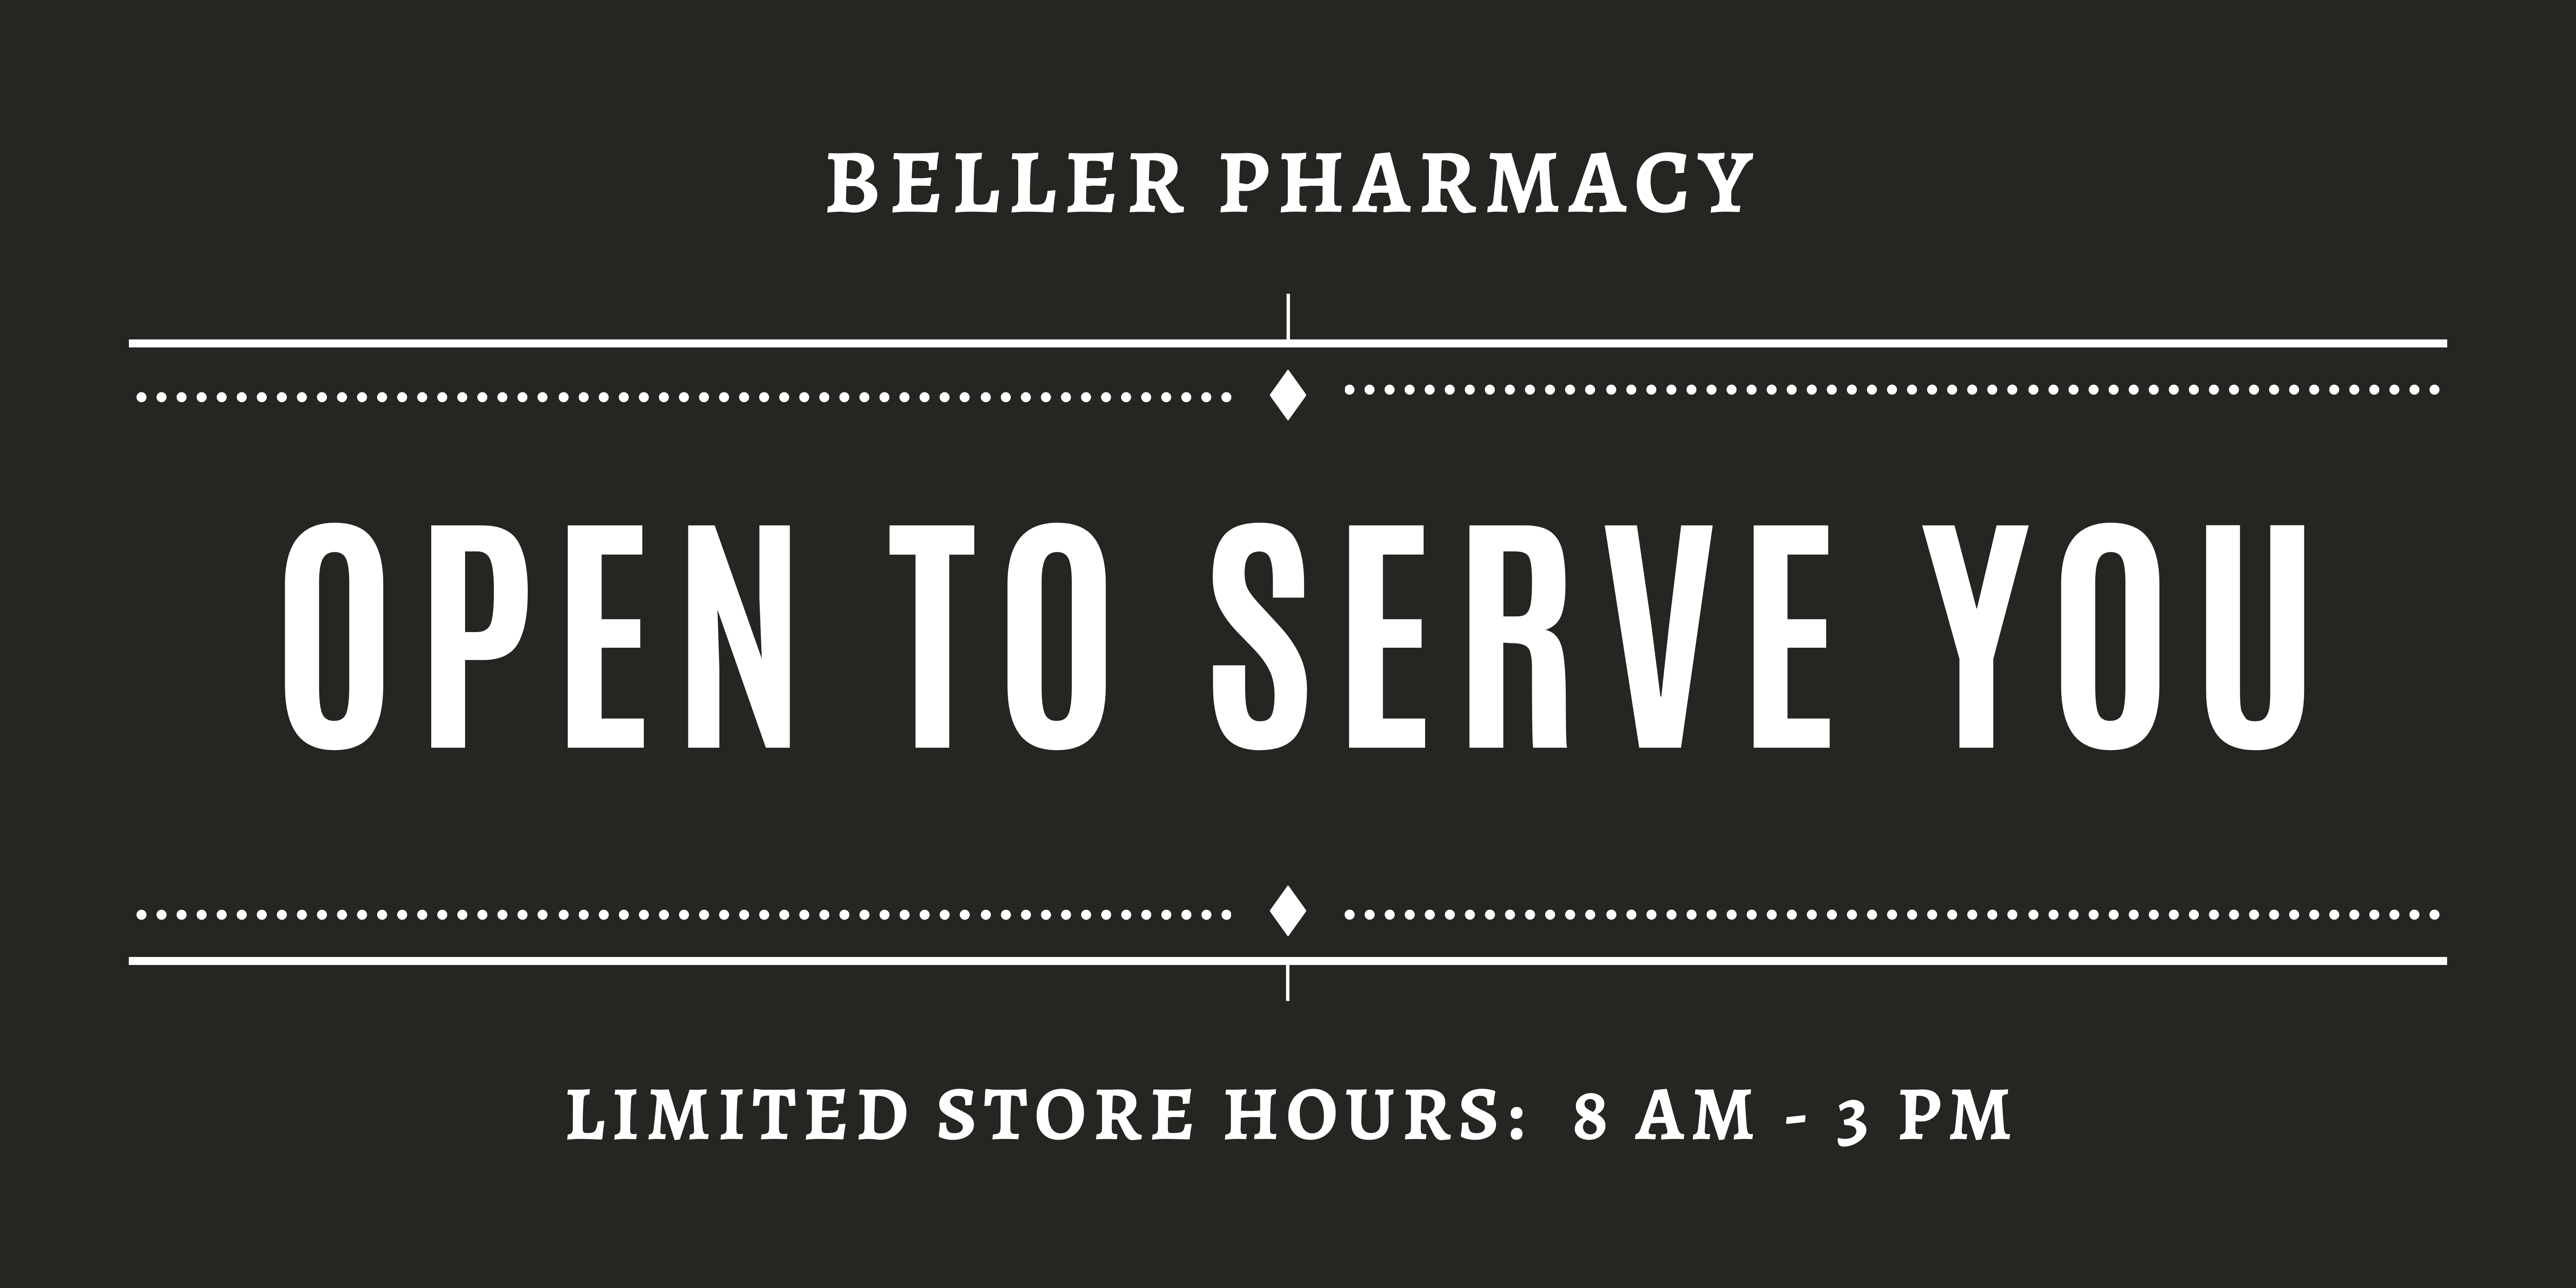 BELLER PHARMACY
OPEN TO SERVE YOU
LIMITED STORE HOURS: 8 AM - 3 PM